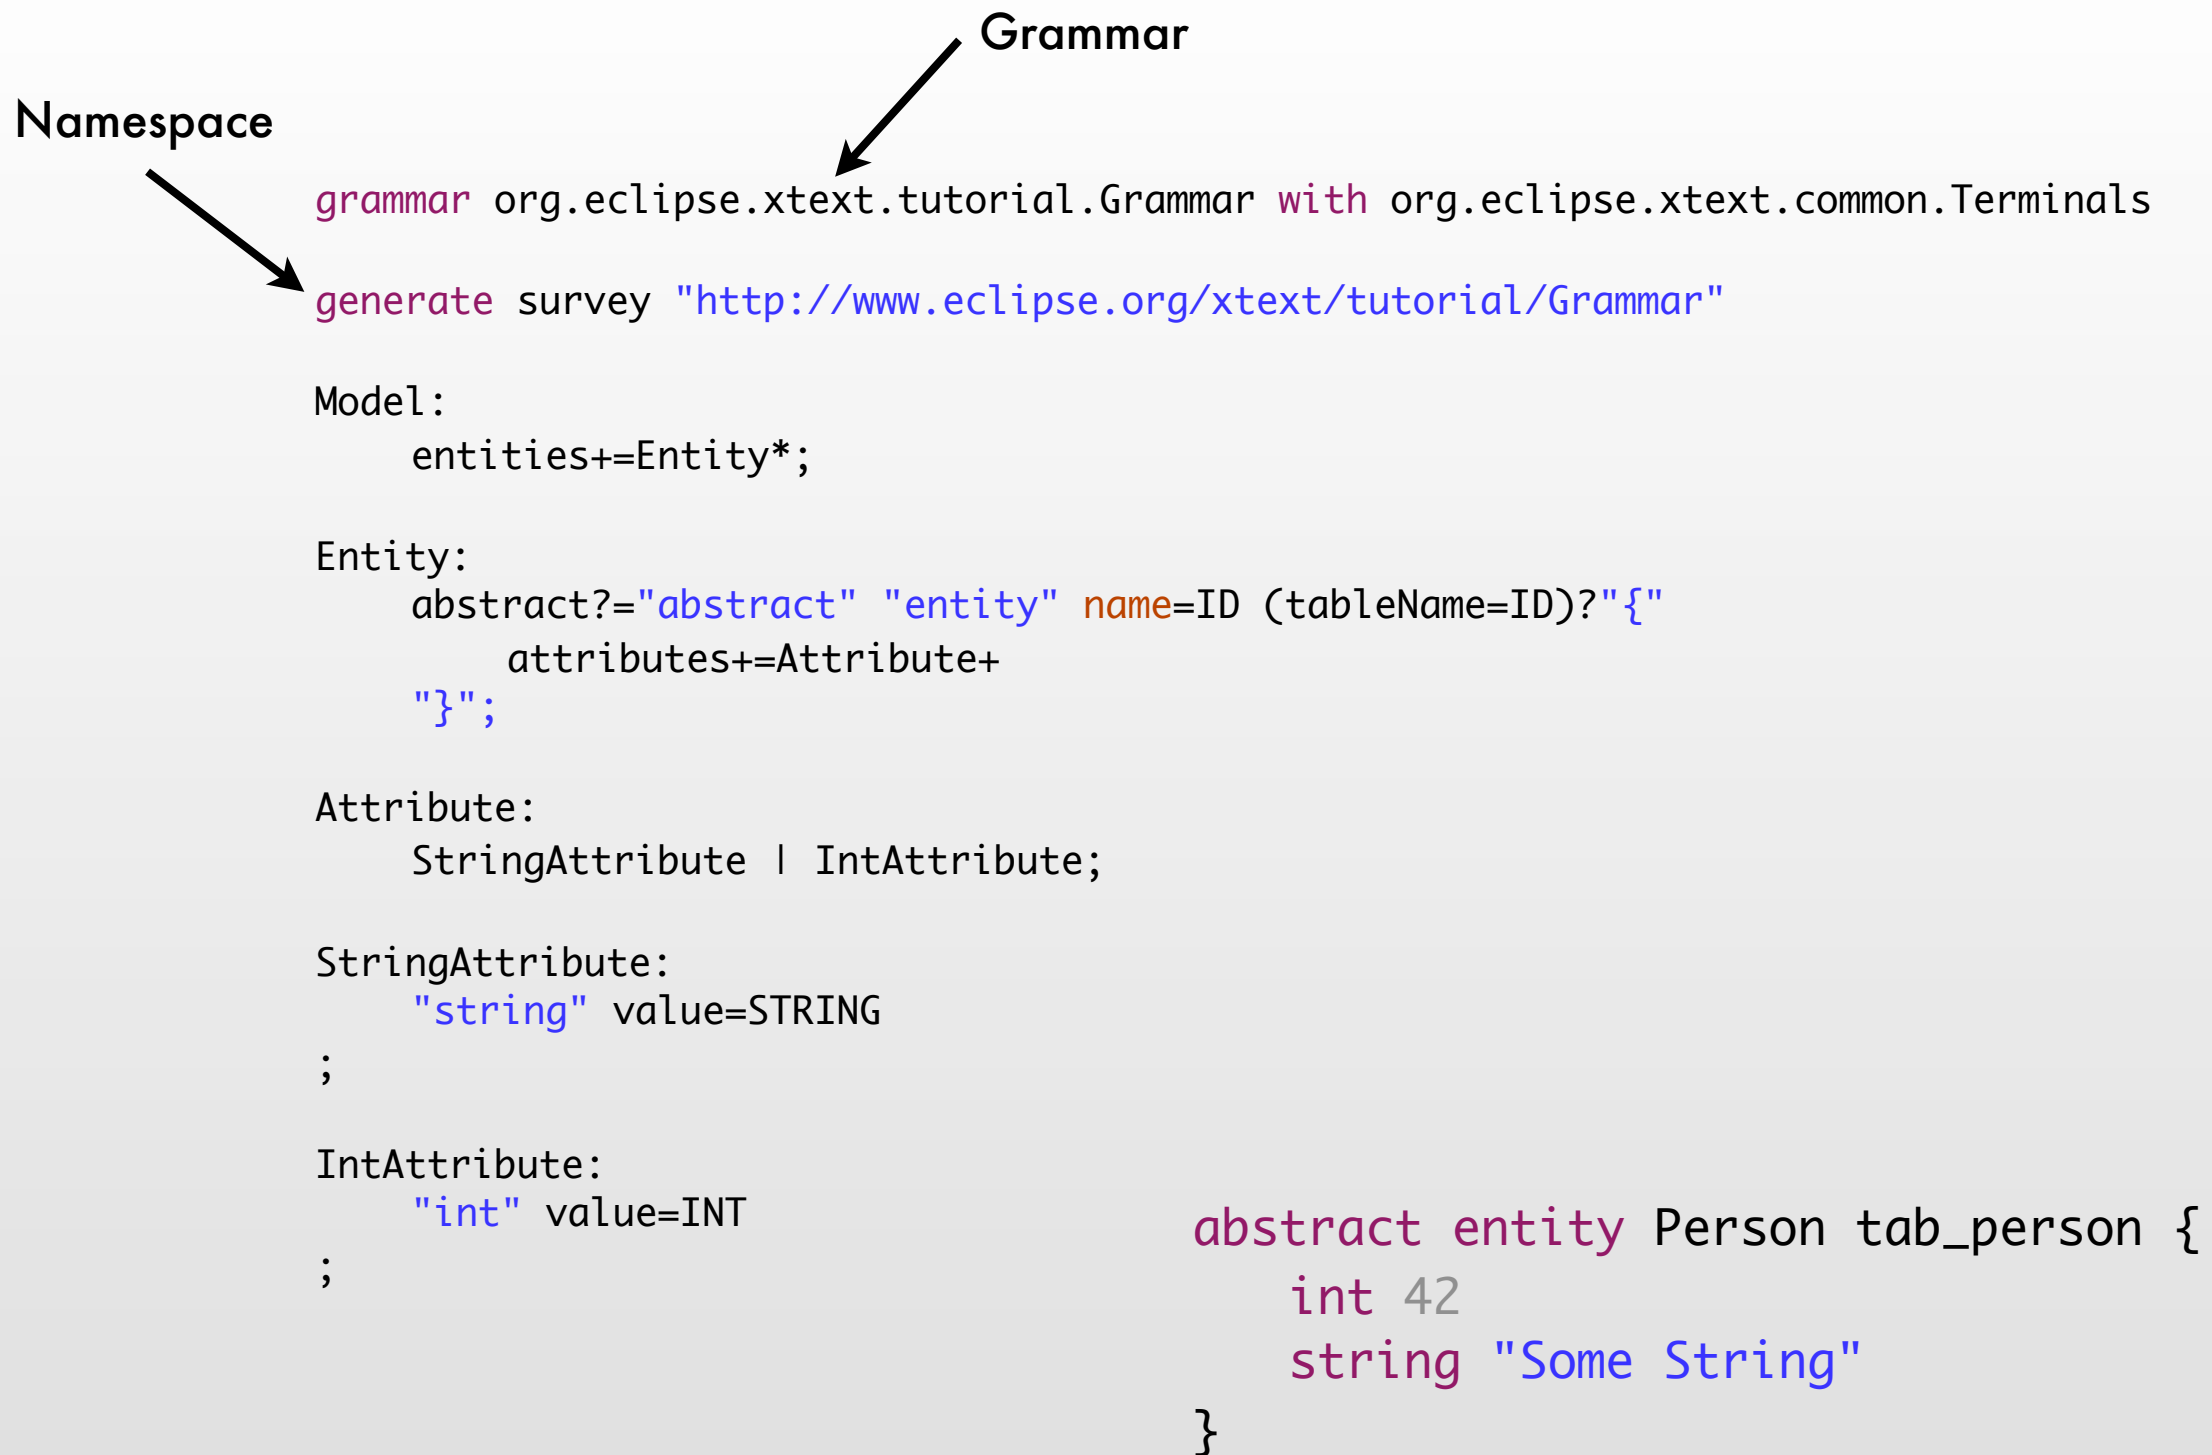 Grammar
Namespace
grammar org.eclipse.xtext.tutorial.Grammar with org.eclipse.xtext.common.Terminals
generate survey "http://www.eclipse.org/xtext/tutorial/Grammar"
Model:
entities+=Entity*;
Entity:
abstract?="abstract" "entity" name=ID (tableName=ID)?"{"
attributes+=Attribute+
"}";
Attribute:
StringAttribute | IntAttribute;
StringAttribute:
"string" value=STRING
;
IntAttribute:
"int" value=INT
;
abstract entity Person tab_person {
int 42
string "Some String"
}